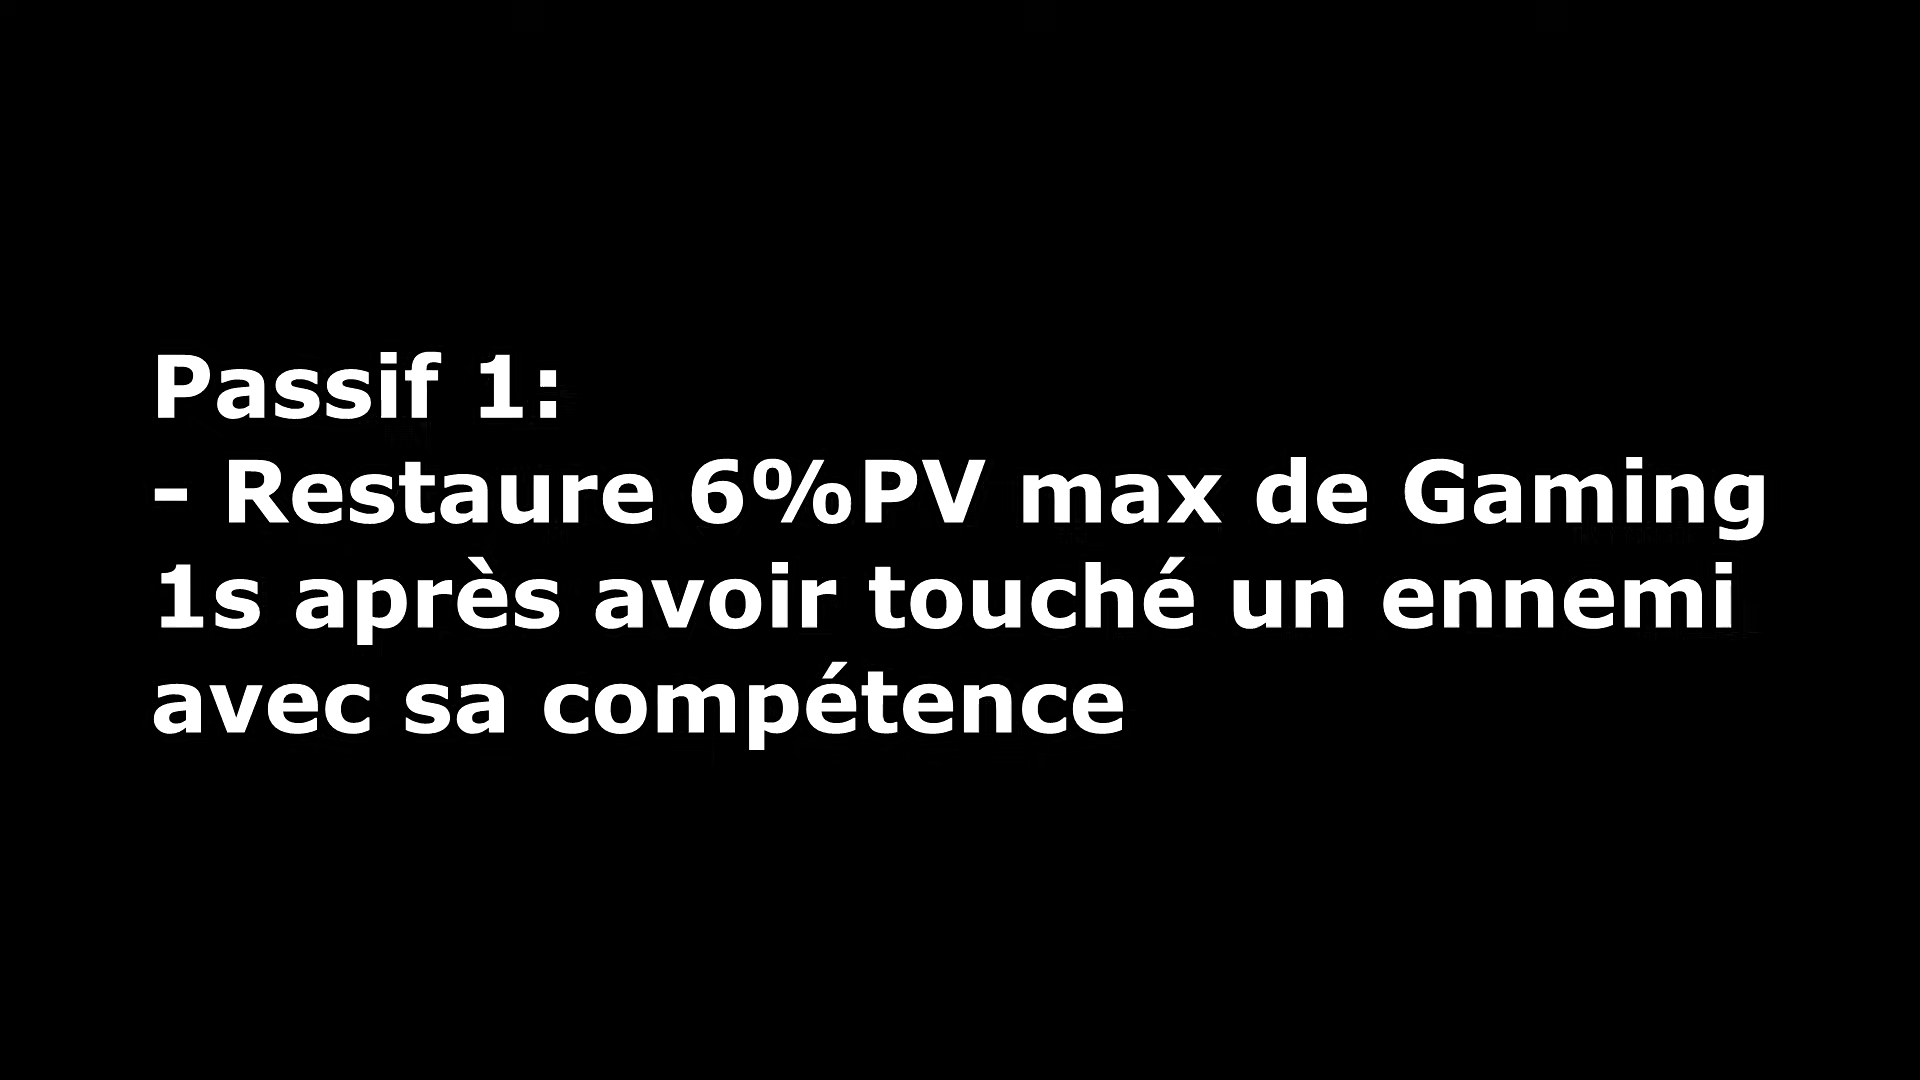 Passif 1:
- Restaure 6%PV max de Gaming
1s après avoir touché un ennemi
avec sa compétence